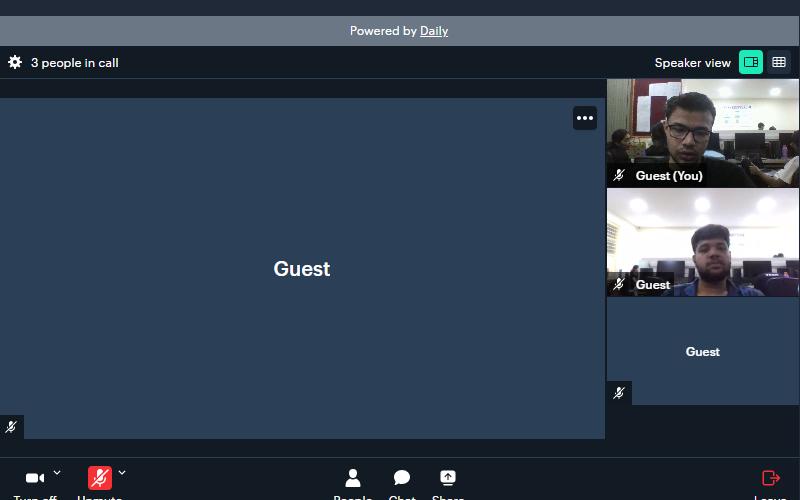 Powered by Daily
3 people in call
Speaker view
Guest
Guest (You)
Guest
Guest
Turn off
Unmute
People
Chat
Share
Leave